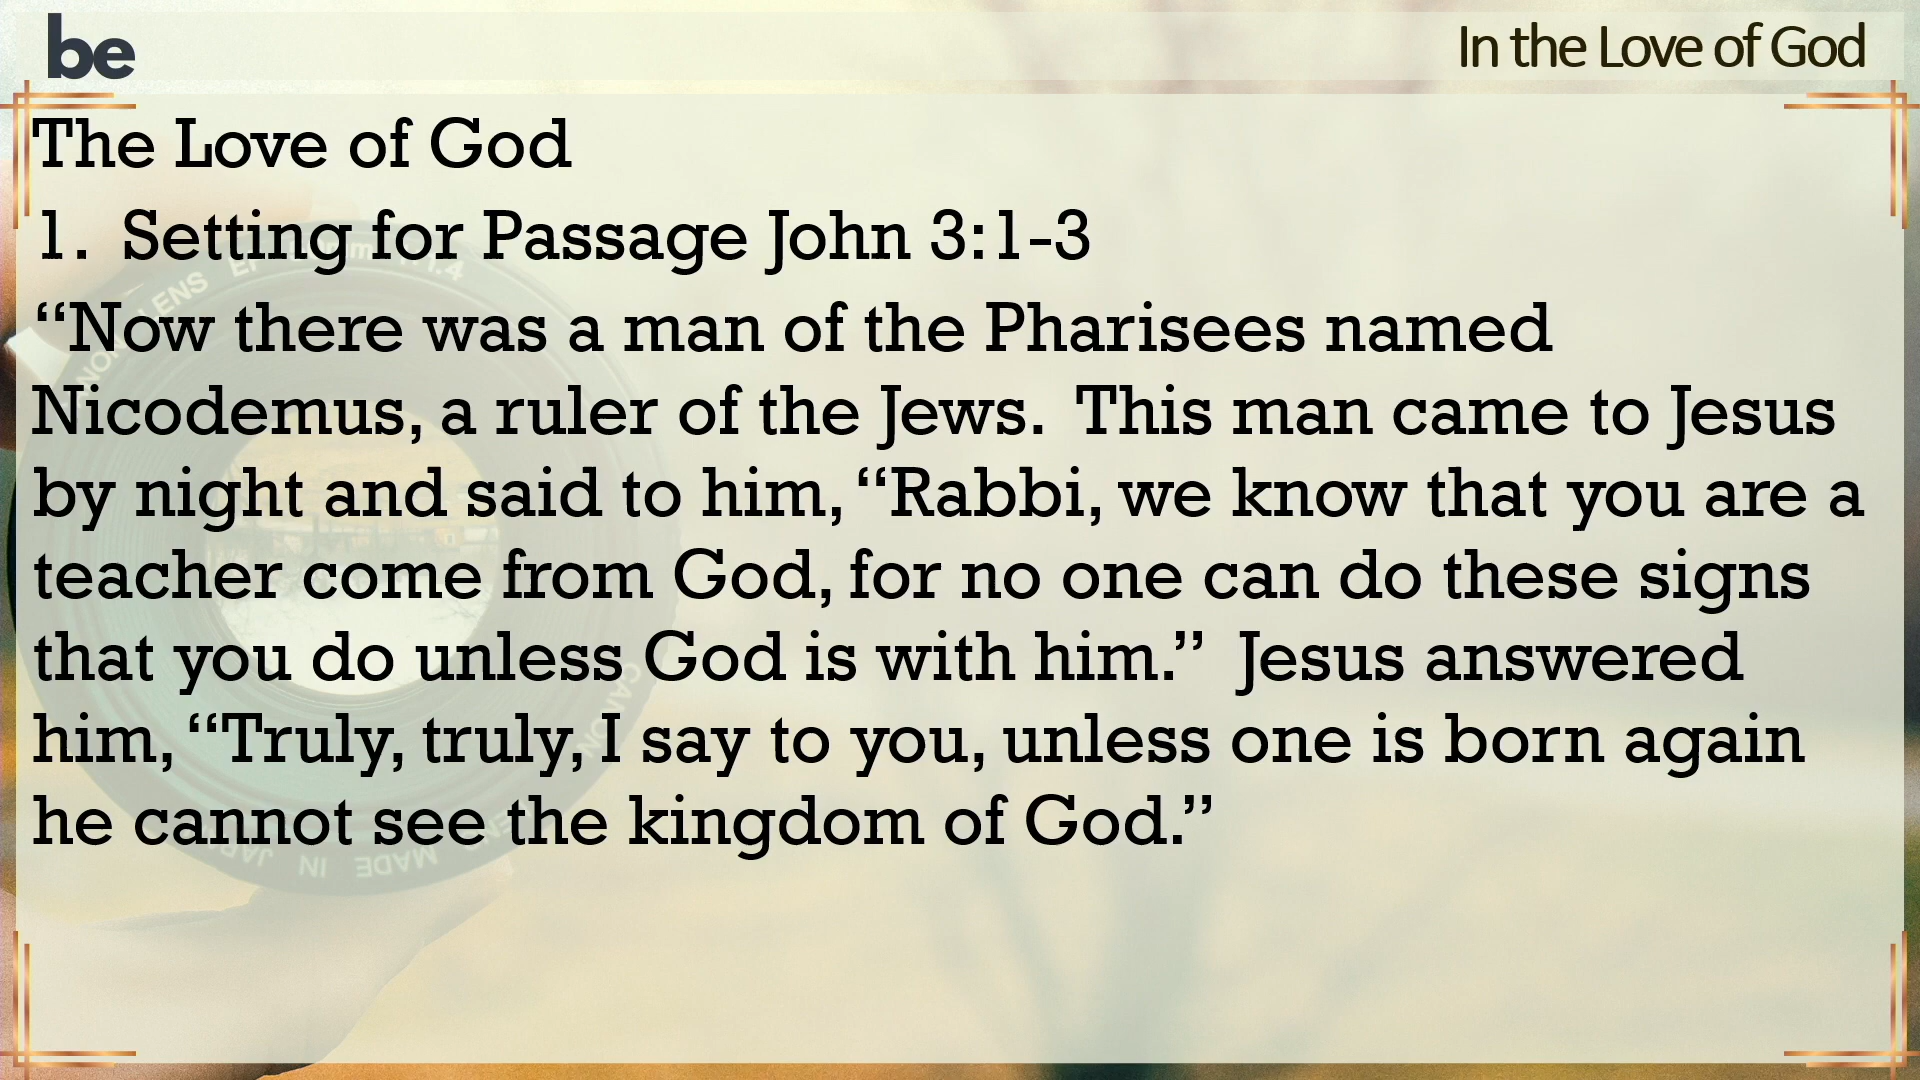 be
In the Love of God
The Love of God
1.  Setting for Passage John 3:1-3
“Now there was a man of the Pharisees named
Nicodemus, a ruler of the Jews.  This man came to Jesus
by night and said to him, “Rabbi, we know that you are a
teacher come from God, for no one can do these signs
that you do unless God is with him.”  Jesus answered
him, “Truly, truly, I say to you, unless one is born again
he cannot see the kingdom of God.”
CANON
MADE IN JAPAN